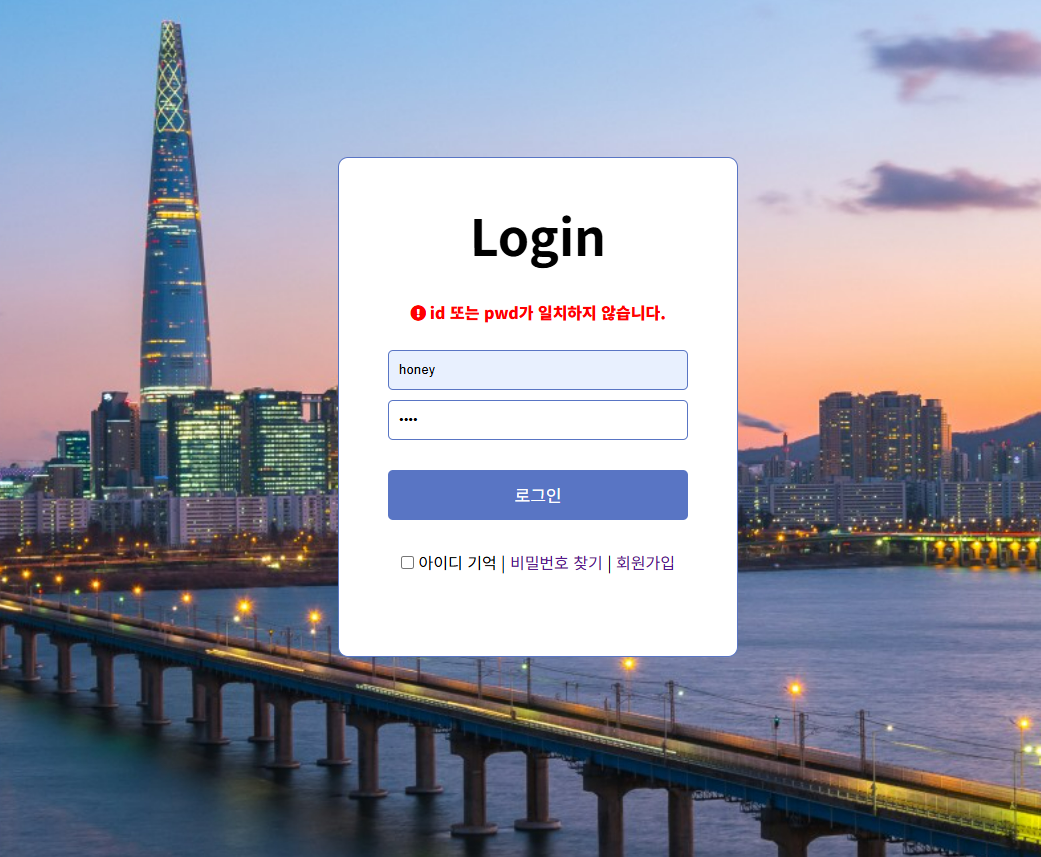 Login
id 또는 pwd가 일치하지 않습니다.
honey
••••
로그인
아이디 기억 | 비밀번호 찾기 | 회원가입